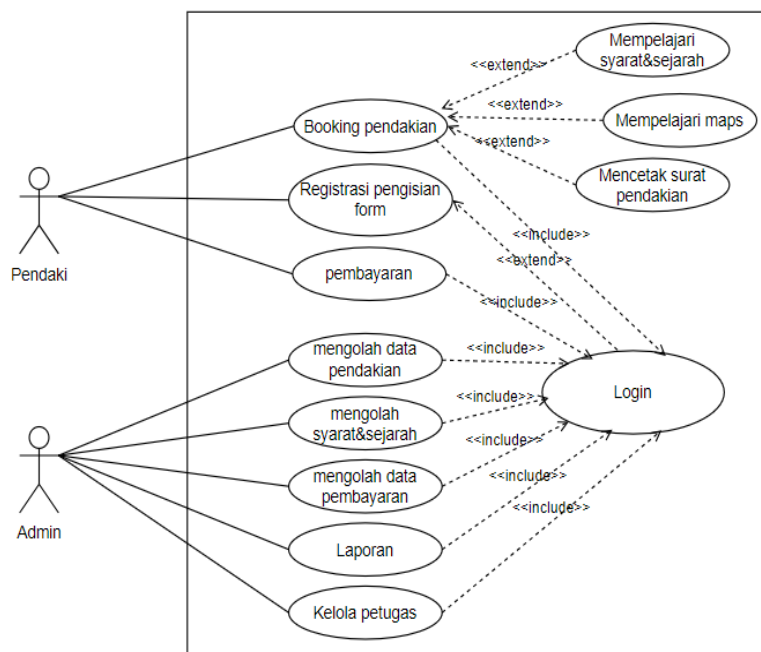 Mempelajari
syarat&sejarah
<<extend>>
Mempelajari maps
<<extend>>
Booking pendakian
<<extend>>
Mencetak surat
pendakian
Registrasi pengisian
form
<<include>>
<<extend>>
Pendaki
pembayaran
<<include>>
mengolah data
pendakian
<<include>>
Login
mengolah
syarat&sejarah
<<include>>
<<include>>
mengolah data
pembayaran
<<include>>
Admin
Laporan
<<include>>
Kelola petugas